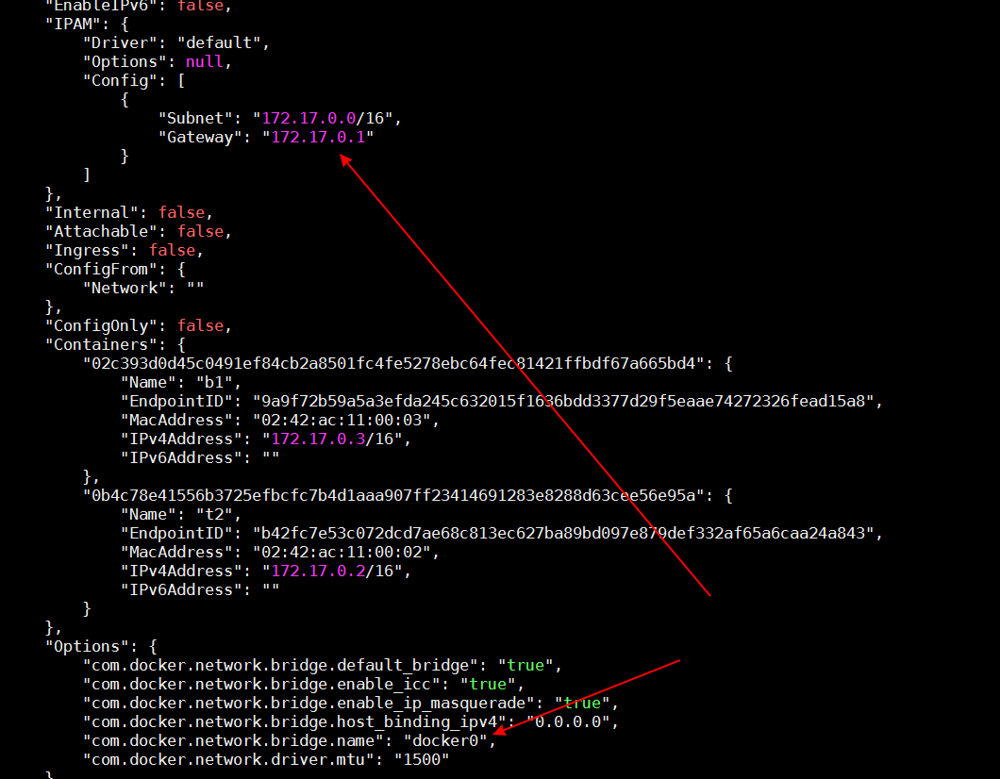 "EnableIPv6": false,
"IPAM": {
"Driver": "default",
"Options": null,
"Config": [
{
"Subnet": "172.17.0.0/16",
"Gateway": "172.17.0.1"
}
]
},
"Internal": false,
"Attachable": false,
"Ingress": false,
"ConfigFrom": {
"Network": ""
},
"ConfigOnly": false,
"Containers": {
"02c393d0d45c0491ef84cb2a8501fc4fe5278ebc64fec81421ffbdf67a665bd4": {
"Name": "b1",
"EndpointID": "9a9f72b59a5a3efda245c632015f1636bdd3377d29f5eaae74272326fead15a8",
"MacAddress": "02:42:ac:11:00:03",
"IPv4Address": "172.17.0.3/16",
"IPv6Address": ""
},
"0b4c78e41556b3725efbcfc7b4d1aaa907ff23414691283e8288d63cee56e95a": {
"Name": "t2",
"EndpointID": "b42fc7e53c072dcd7ae68c813ec627ba89bd097e879def332af65a6caa24a843",
"MacAddress": "02:42:ac:11:00:02",
"IPv4Address": "172.17.0.2/16",
"IPv6Address": ""
}
},
"Options": {
"com.docker.network.bridge.default_bridge": "true",
"com.docker.network.bridge.enable_icc": "true",
"com.docker.network.bridge.enable_ip_masquerade": "true",
"com.docker.network.bridge.host_binding_ipv4": "0.0.0.0",
"com.docker.network.bridge.name": "docker0",
"com.docker.network.driver.mtu": "1500"
}